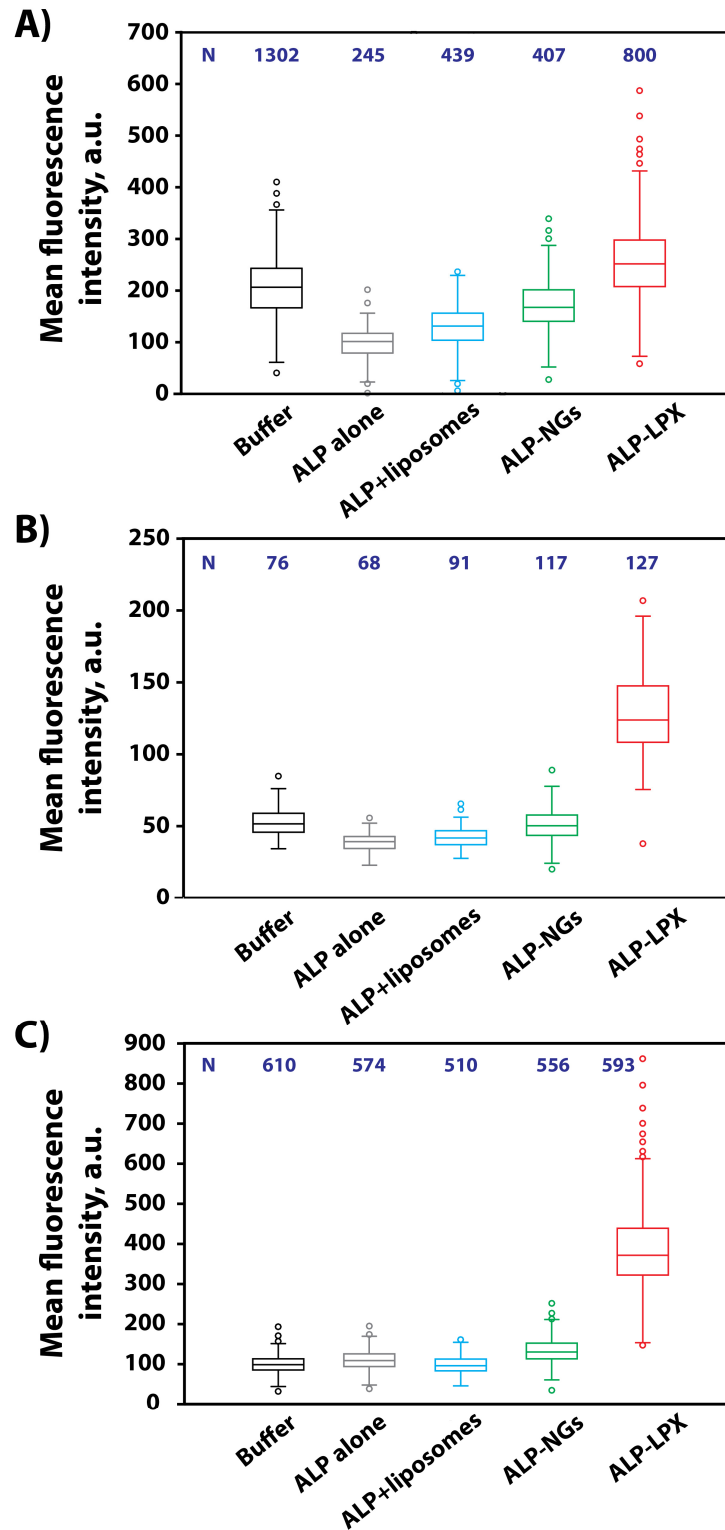 A)
Mean fluorescence
intensity, a.u.
700
600
500
400
300
200
100
0
N 1302 245 439 407 800
Buffer
ALP alone
ALP+liposomes
ALP-NGs
ALP-LPX
B)
Mean fluorescence
intensity, a.u.
250
200
150
100
50
0
N 76 68 91 117 127
Buffer
ALP alone
ALP+liposomes
ALP-NGs
ALP-LPX
C)
Mean fluorescence
intensity, a.u.
900
800
700
600
500
400
300
200
100
0
N 610 574 510 556 593
Buffer
ALP alone
ALP+liposomes
ALP-NGs
ALP-LPX